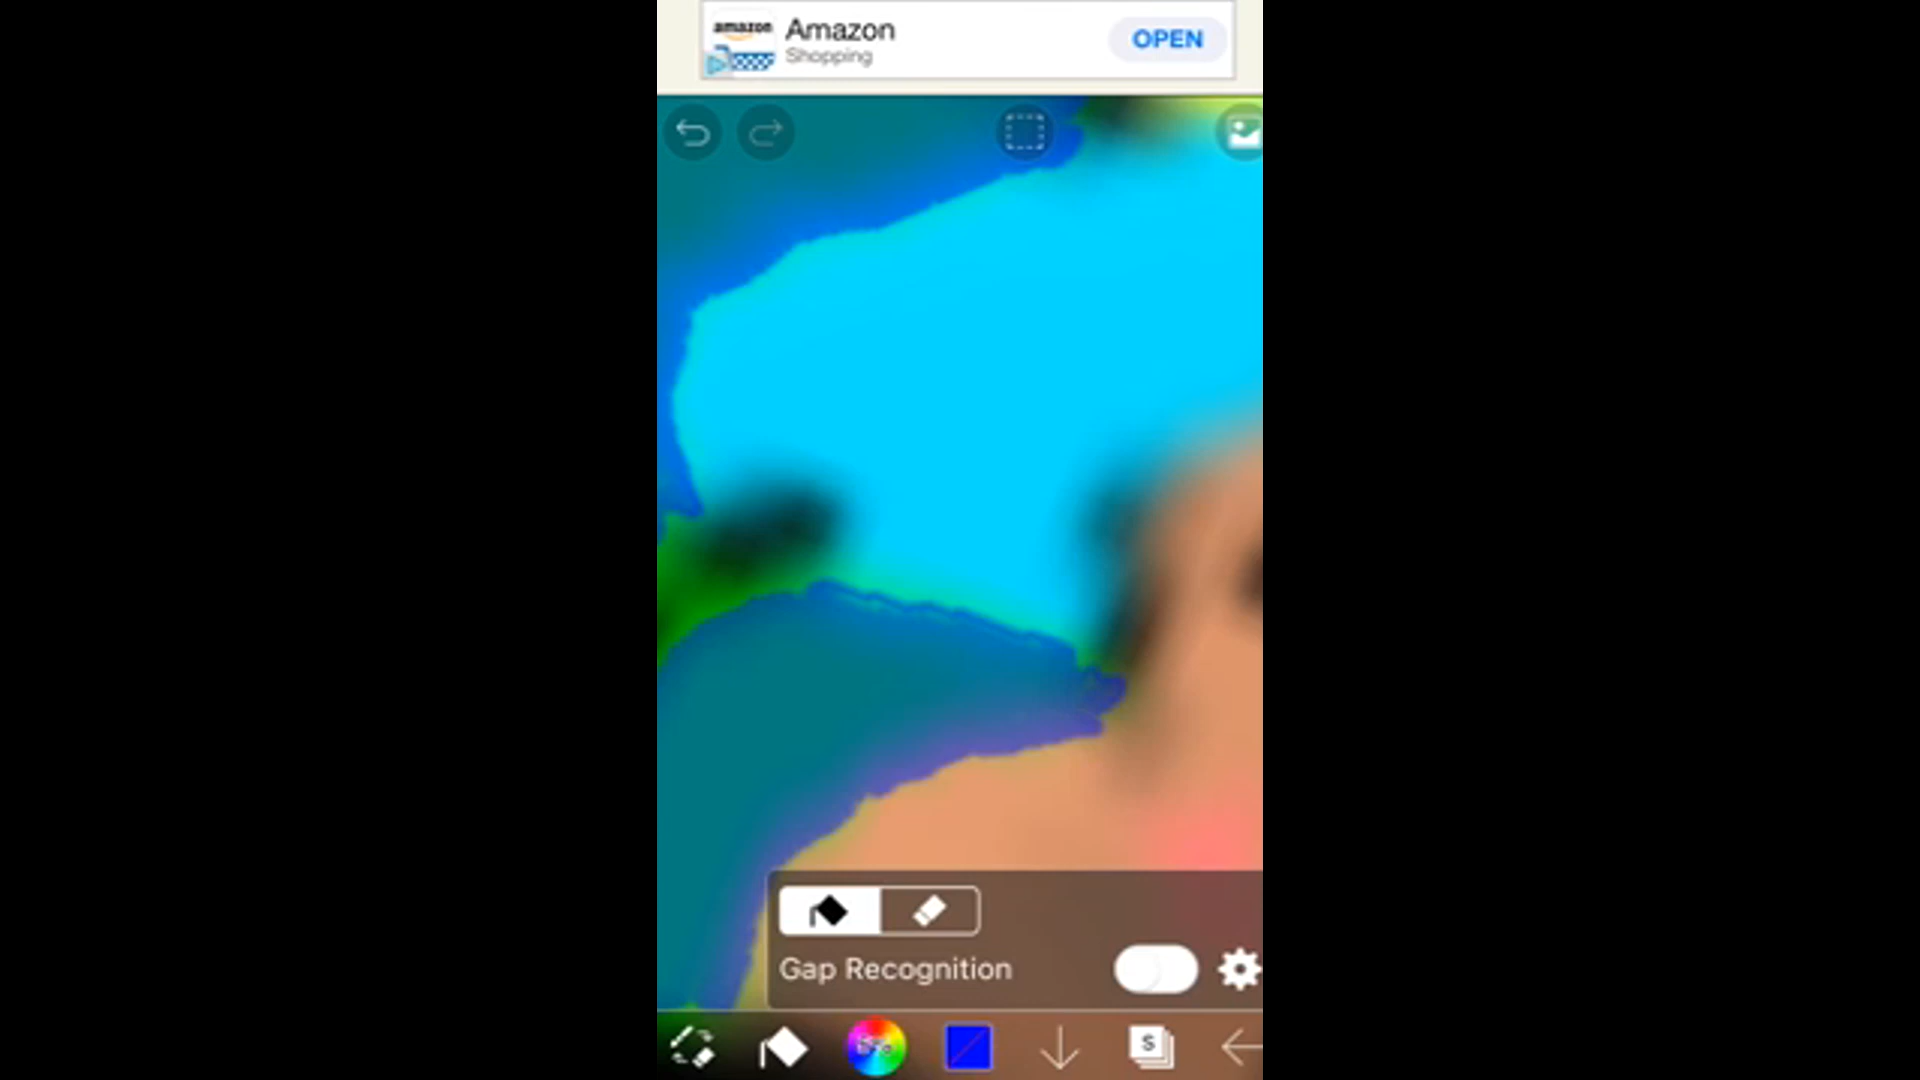 amazon
Amazon
Shopping
OPEN
Gap Recognition
S